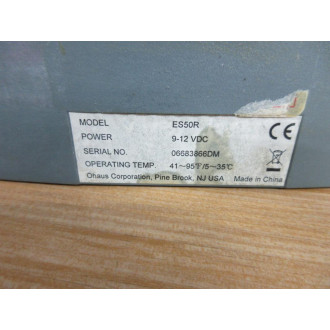 MODEL ES50R
POWER 9-12 VDC
SERIAL NO. 06683866DM
OPERATING TEMP. 41~95°F/5~35°C
Ohaus Corporation, Pine Brook, NJ USA Made in China
CE